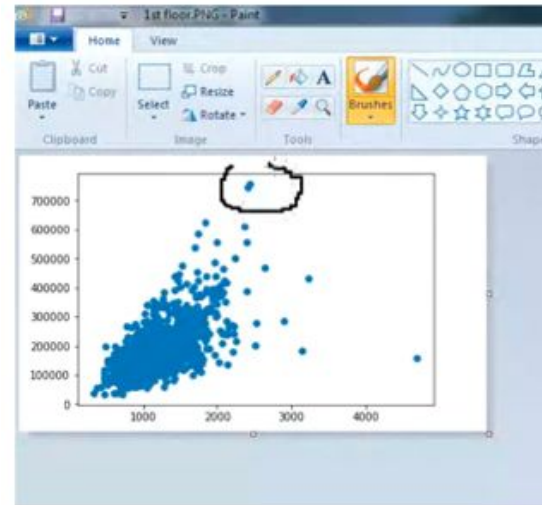 1st floor.PNG - Paint
Home View
Cut
Copy
Paste
Clipboard
Select
Crop
Resize
Rotate
Image
Tools
Brushes
Shape
700000
600000
500000
400000
300000
200000
100000
0
1000 2000 3000 4000